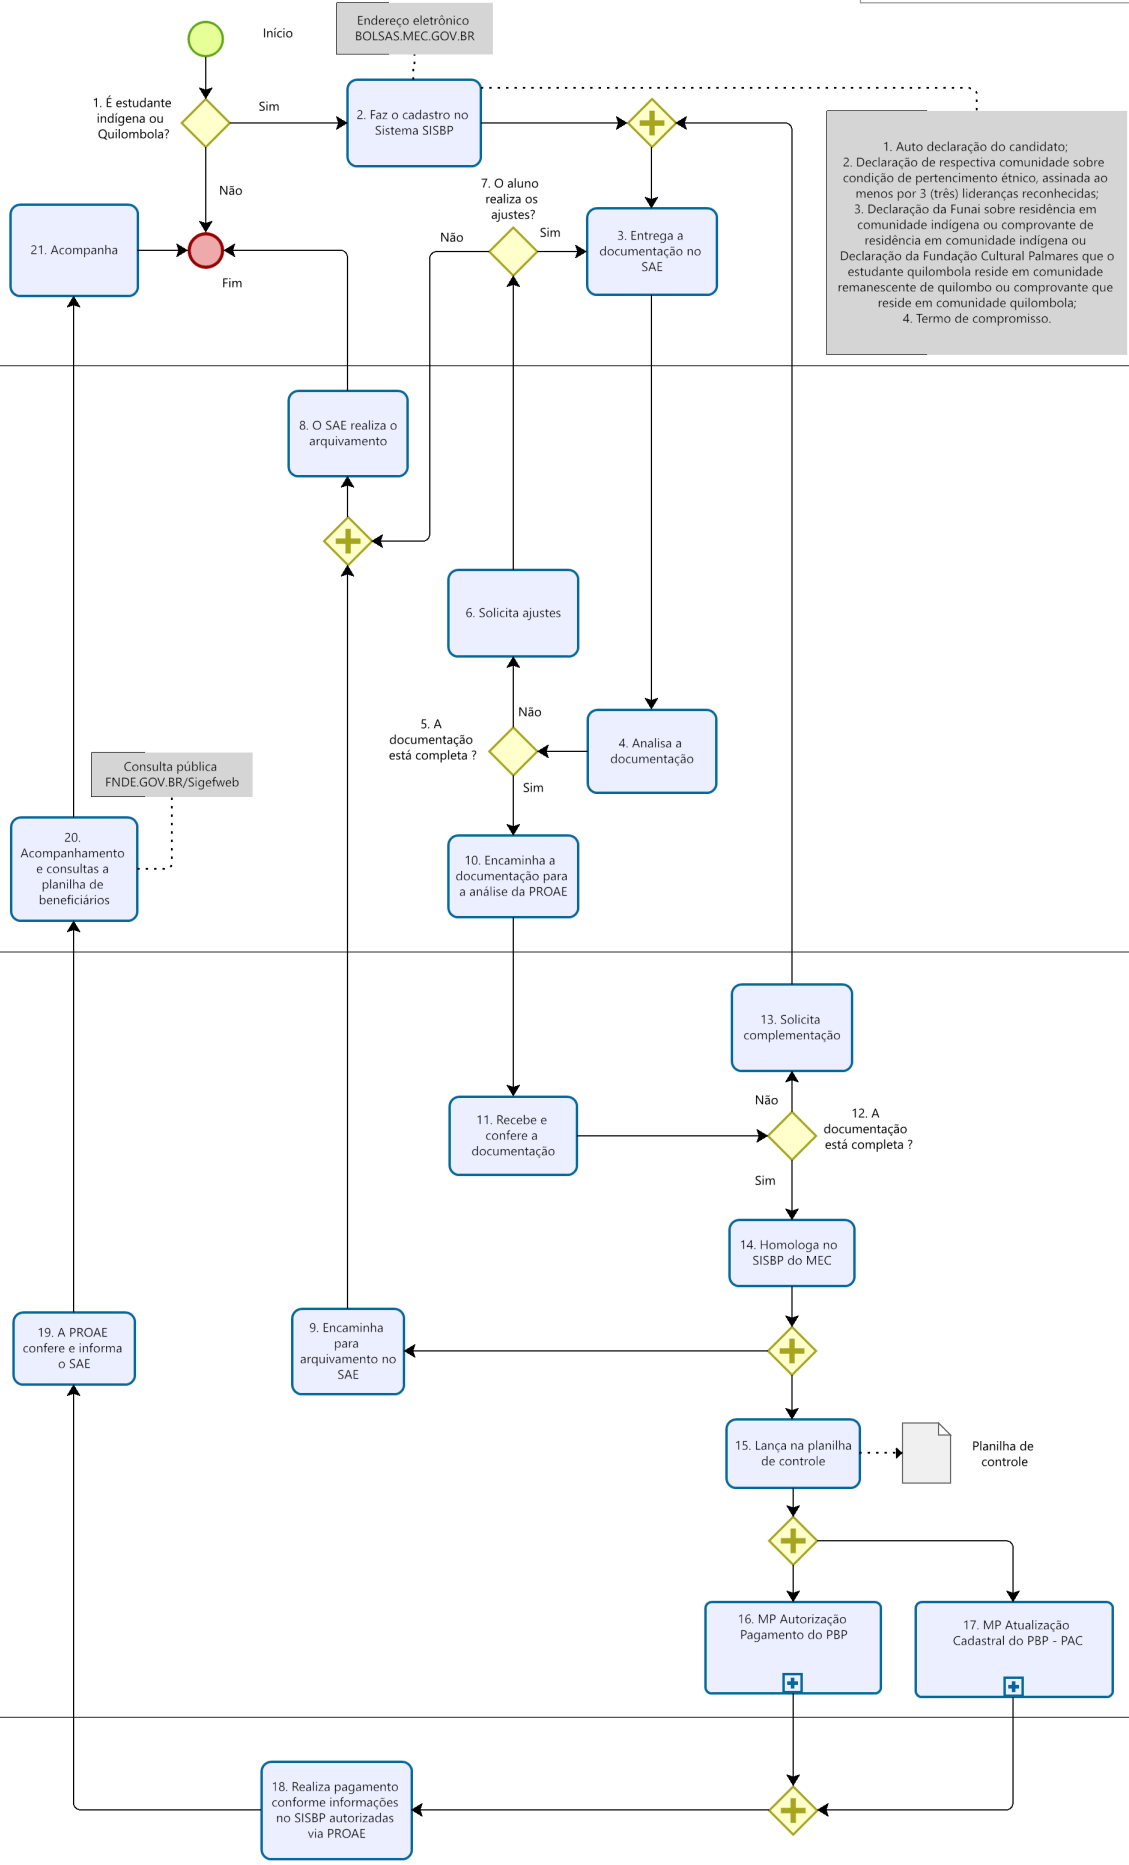 Endereço eletrônico
BOLSAS.MEC.GOV.BR
Início
1. É estudante
indígena ou
Quilombola?
Sim
2. Faz o cadastro no
Sistema SISBP
Não
1. Auto declaração do candidato;
2. Declaração de respectiva comunidade sobre
condição de pertencimento étnico, assinada ao
menos por 3 (três) lideranças reconhecidas;
3. Declaração da Funai sobre residência em
comunidade indígena ou comprovante de
residência em comunidade indígena ou
Declaração da Fundação Cultural Palmares que o
estudante quilombola reside em comunidade
remanescente de quilombo ou comprovante que
reside em comunidade quilombola;
4. Termo de compromisso.
7. O aluno
realiza os
ajustes?
Não
Sim
3. Entrega a
documentação no
SAE
21. Acompanha
Fim
8. O SAE realiza o
arquivamento
6. Solicita ajustes
Não
5. A
documentação
está completa ?
4. Analisa a
documentação
Sim
Consulta pública
FNDE.GOV.BR/Sigefweb
20.
Acompanhamento
e consultas a
planilha de
beneficiários
10. Encaminha a
documentação para
a análise da PROAE
13. Solicita
complementação
Não
12. A
documentação
está completa ?
11. Recebe e
confere a
documentação
Sim
14. Homologa no
SISBP do MEC
19. A PROAE
confere e informa
o SAE
9. Encaminha
para
arquivamento no
SAE
15. Lança na planilha
de controle
Planilha de
controle
16. MP Autorização
Pagamento do PBP
17. MP Atualização
Cadastral do PBP - PAC
18. Realiza pagamento
conforme informações
no SISBP autorizadas
via PROAE